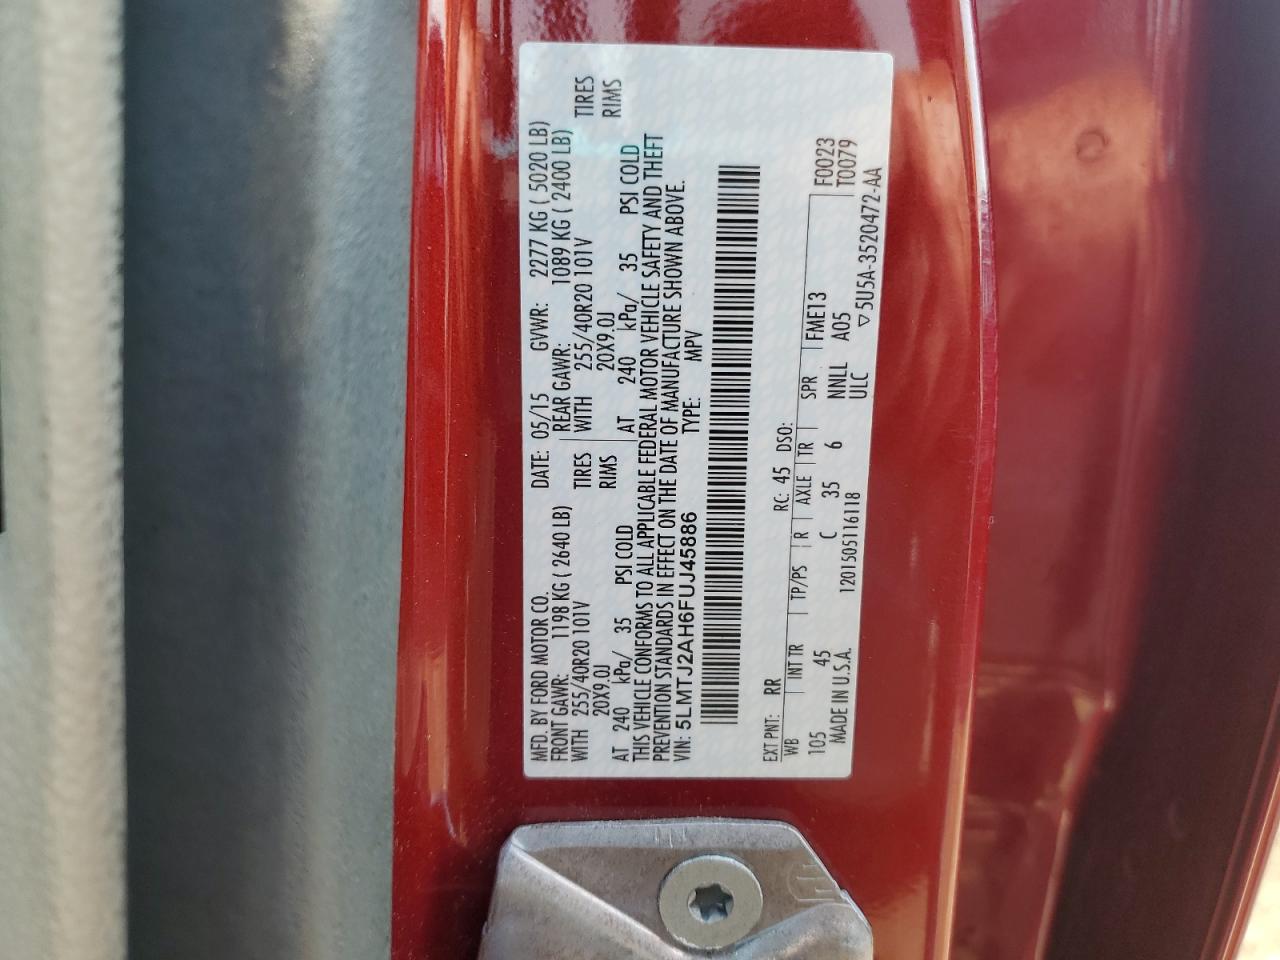 MFD. BY FORD MOTOR CO. DATE: 05/15 GVWR: 2277 KG ( 5020 LB)
FRONT GAWR: 1198 KG ( 2640 LB) REAR GAWR: 1089 KG ( 2400 LB)
WITH 255/40R20 101V TIRES WITH 255/40R20 101V TIRES
20X9.0J RIMS 20X9.0J RIMS
AT 240 kPa/ 35 PSI COLD AT 240 kPa/ 35 PSI COLD
THIS VEHICLE CONFORMS TO ALL APPLICABLE FEDERAL MOTOR VEHICLE SAFETY AND THEFT
PREVENTION STANDARDS IN EFFECT ON THE DATE OF MANUFACTURE SHOWN ABOVE.
VIN: 5LMTJ2AH6FUJ45886 TYPE: MPV
EXT PNT: RR RC: 45 DSO:
WB INT TR TP/PS R AXLE TR SPR FME13 F0023
105 45 C 35 6 NNLL A05 T0079
MADE IN U.S.A. 1201505116118 ULC ▽5U5A-3520472-AA